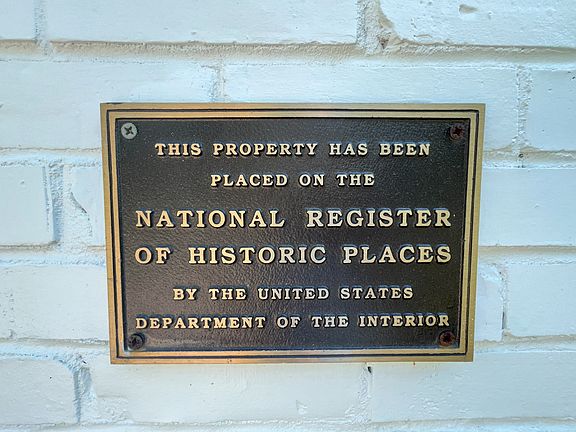 THIS PROPERTY HAS BEEN
PLACED ON THE
NATIONAL REGISTER
OF HISTORIC PLACES
BY THE UNITED STATES
DEPARTMENT OF THE INTERIOR